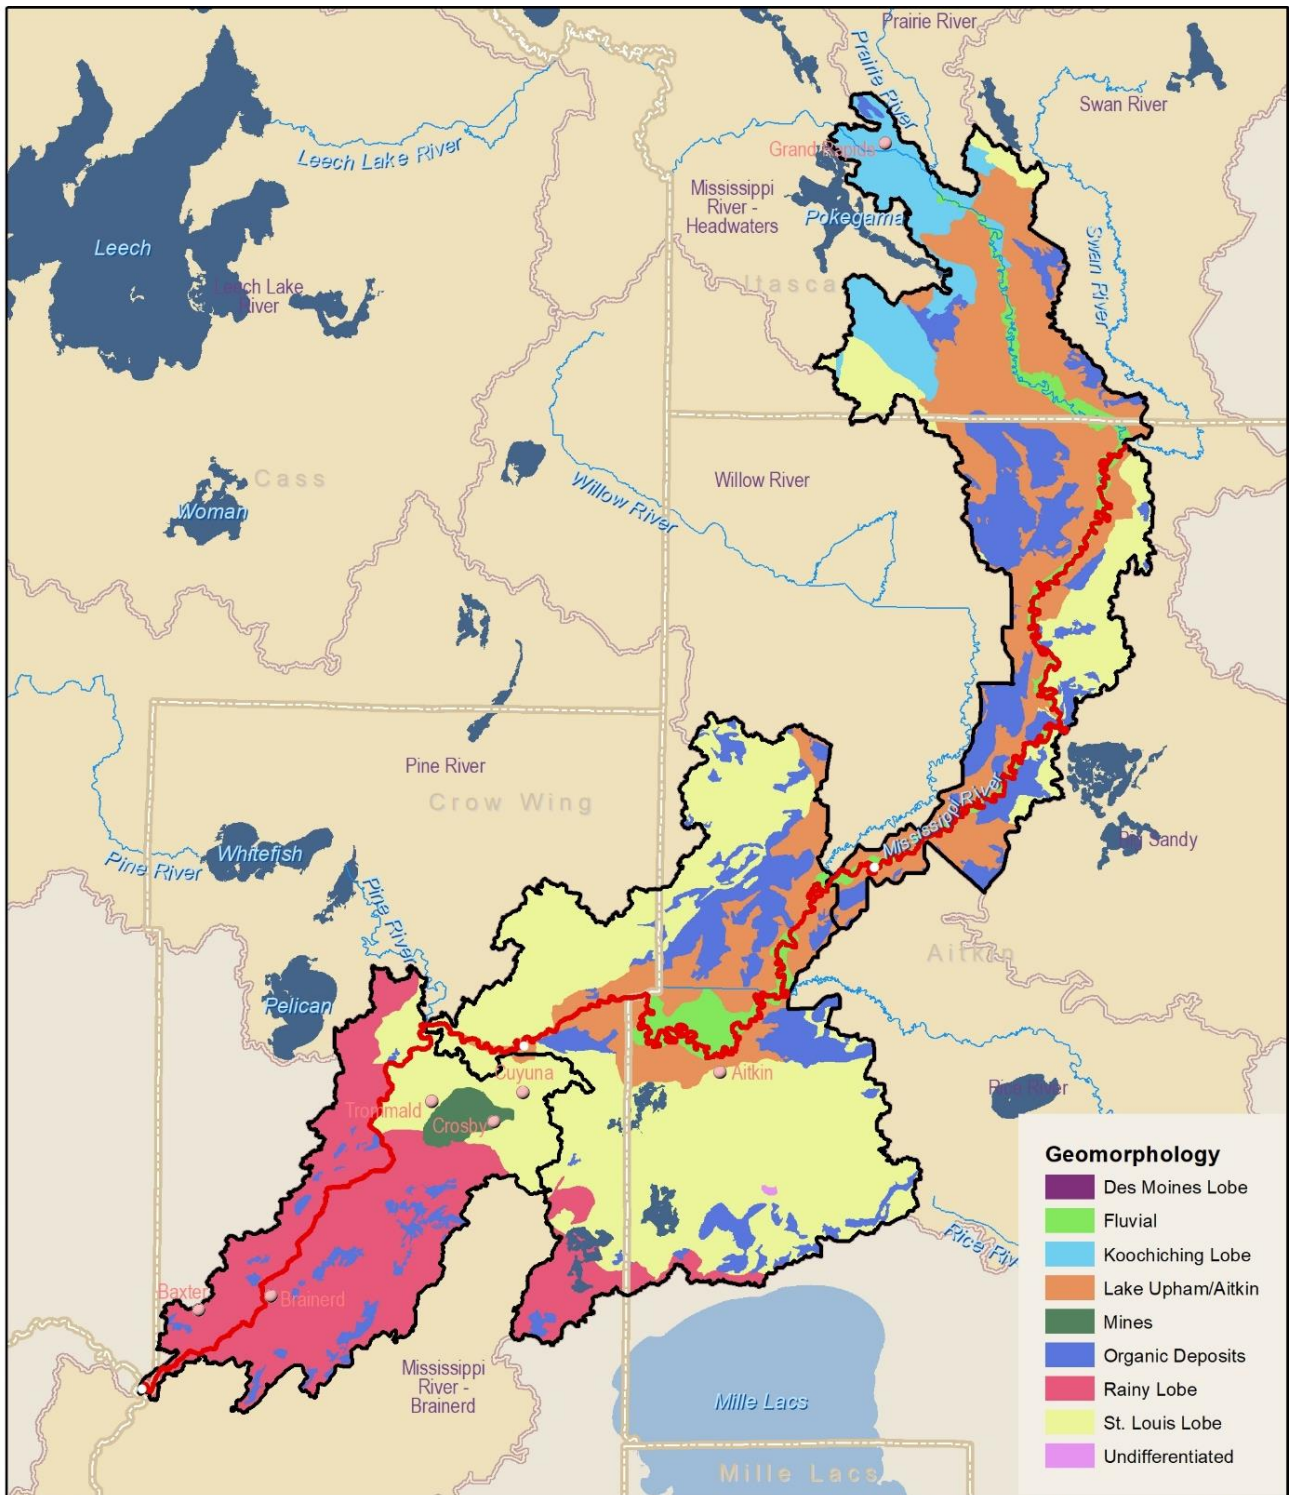 Prairie River
Prairie River
Swan River
Leech Lake River
Grand Rapids
Mississippi
River -
Headwaters
Pokegama
Leech
Swan River
Leech Lake
River
Itasca
Cass
Willow River
Woman
Willow River
Pine River
Crow Wing
Mississippi River
Big Sandy
Whitefish
Pine River
Pine River
Aitkin
Pelican
Cuyuna
Aitkin
Rice River
Trommald
Crosby
Rice Riv
Baxter
Brainerd
Mississippi
River -
Brainerd
Mille Lacs
Mille Lacs
Geomorphology
Des Moines Lobe
Fluvial
Koochiching Lobe
Lake Upham/Aitkin
Mines
Organic Deposits
Rainy Lobe
St. Louis Lobe
Undifferentiated